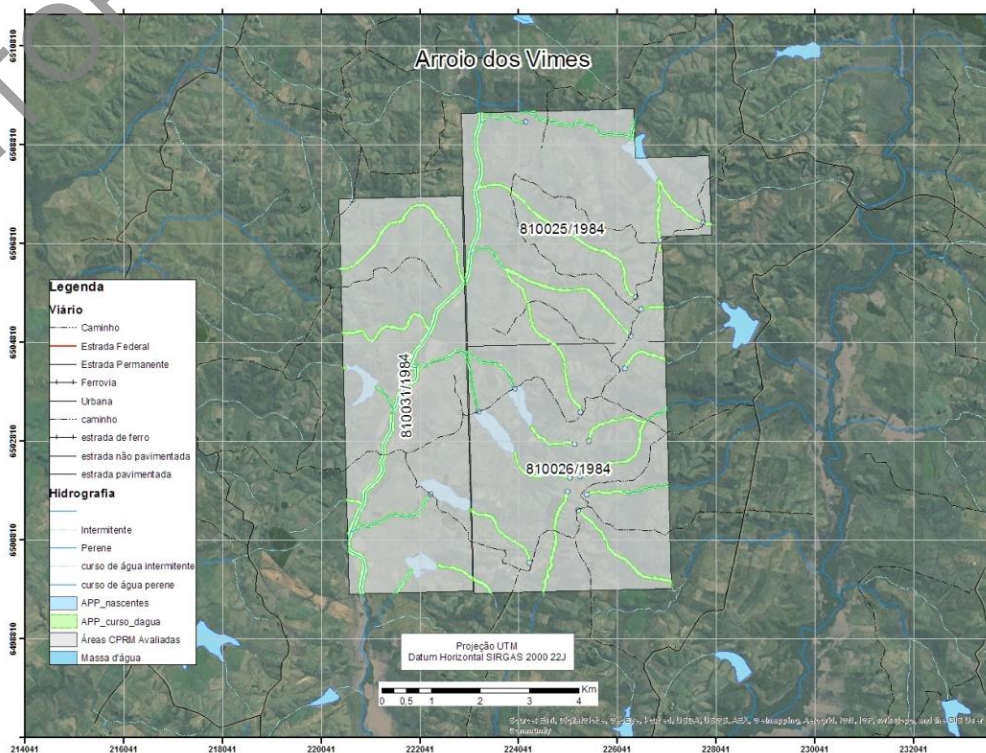 Arroio dos Vimes
810025/1984
810031/1984
810026/1984
Legenda
Viário
Caminho
Estrada Federal
Estrada Permanente
Ferrovia
Urbana
caminho
estrada de ferro
estrada não pavimentada
estrada pavimentada
Hidrografia
Intermitente
Perene
curso de água intermitente
curso de água perene
APP_nascentes
APP_curso_dagua
Áreas CPRM Avaliadas
Massa d'água
Projeção UTM
Datum Horizontal SIRGAS 2000 22J
Km
0 0.5 1 2 3 4
Community
6510810
6508810
6506810
6504810
6502810
6500810
6498810
214041 216041 218041 220041 222041 224041 226041 228041 230041 232041